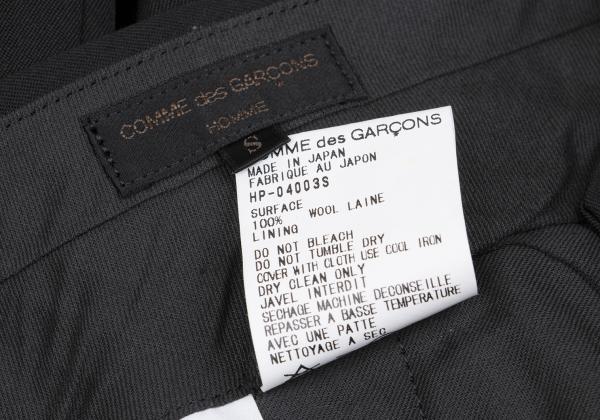 COMME des GARÇONS
HOMME
S
OMME des GARÇONS
MADE IN JAPAN
FABRIQUE AU JAPON
HP-04003S
SURFACE
100% WOOL LAINE
LINING
DO NOT BLEACH
DO NOT TUMBLE DRY
COVER WITH CLOTH USE COOL IRON
DRY CLEAN ONLY
JAVEL INTERDIT
SECHAGE MACHINE DECONSEILLE
REPASSER A BASSE TEMPERATURE
AVEC UNE PATTE
NETTOYAGE A SEC